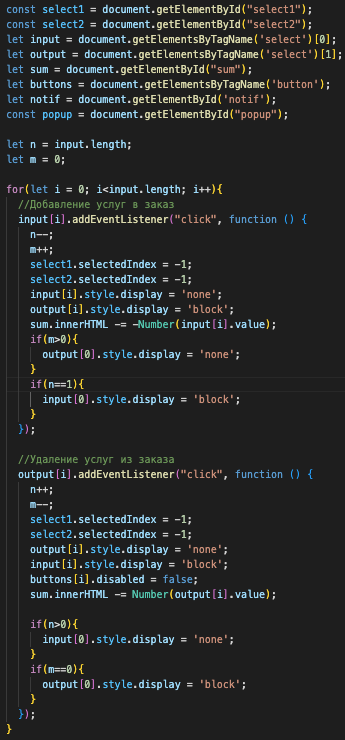 const select1 = document.getElementById("select1");
const select2 = document.getElementById("select2");
let input = document.getElementsByTagName('select')[0];
let output = document.getElementsByTagName('select')[1];
let sum = document.getElementById("sum");
let buttons = document.getElementsByTagName('button');
let notif = document.getElementById('notif');
const popup = document.getElementById("popup");

let n = input.length;
let m = 0;

for(let i = 0; i<input.length; i++){
  //Добавление услуг в заказ
  input[i].addEventListener("click", function () {
    n--;
    m++;
    select1.selectedIndex = -1;
    select2.selectedIndex = -1;
    input[i].style.display = 'none';
    output[i].style.display = 'block';
    sum.innerHTML -= -Number(input[i].value);
    if(m>0){
      output[0].style.display = 'none';
    }
    if(n==1){
      input[0].style.display = 'block';
    }
  });

  //Удаление услуг из заказа
  output[i].addEventListener("click", function () {
    n++;
    m--;
    select1.selectedIndex = -1;
    select2.selectedIndex = -1;
    output[i].style.display = 'none';
    input[i].style.display = 'block';
    buttons[i].disabled = false;
    sum.innerHTML -= Number(output[i].value);

    if(n>0){
      input[0].style.display = 'none';
    }
    if(m==0){
      output[0].style.display = 'block';
    }
  });
}